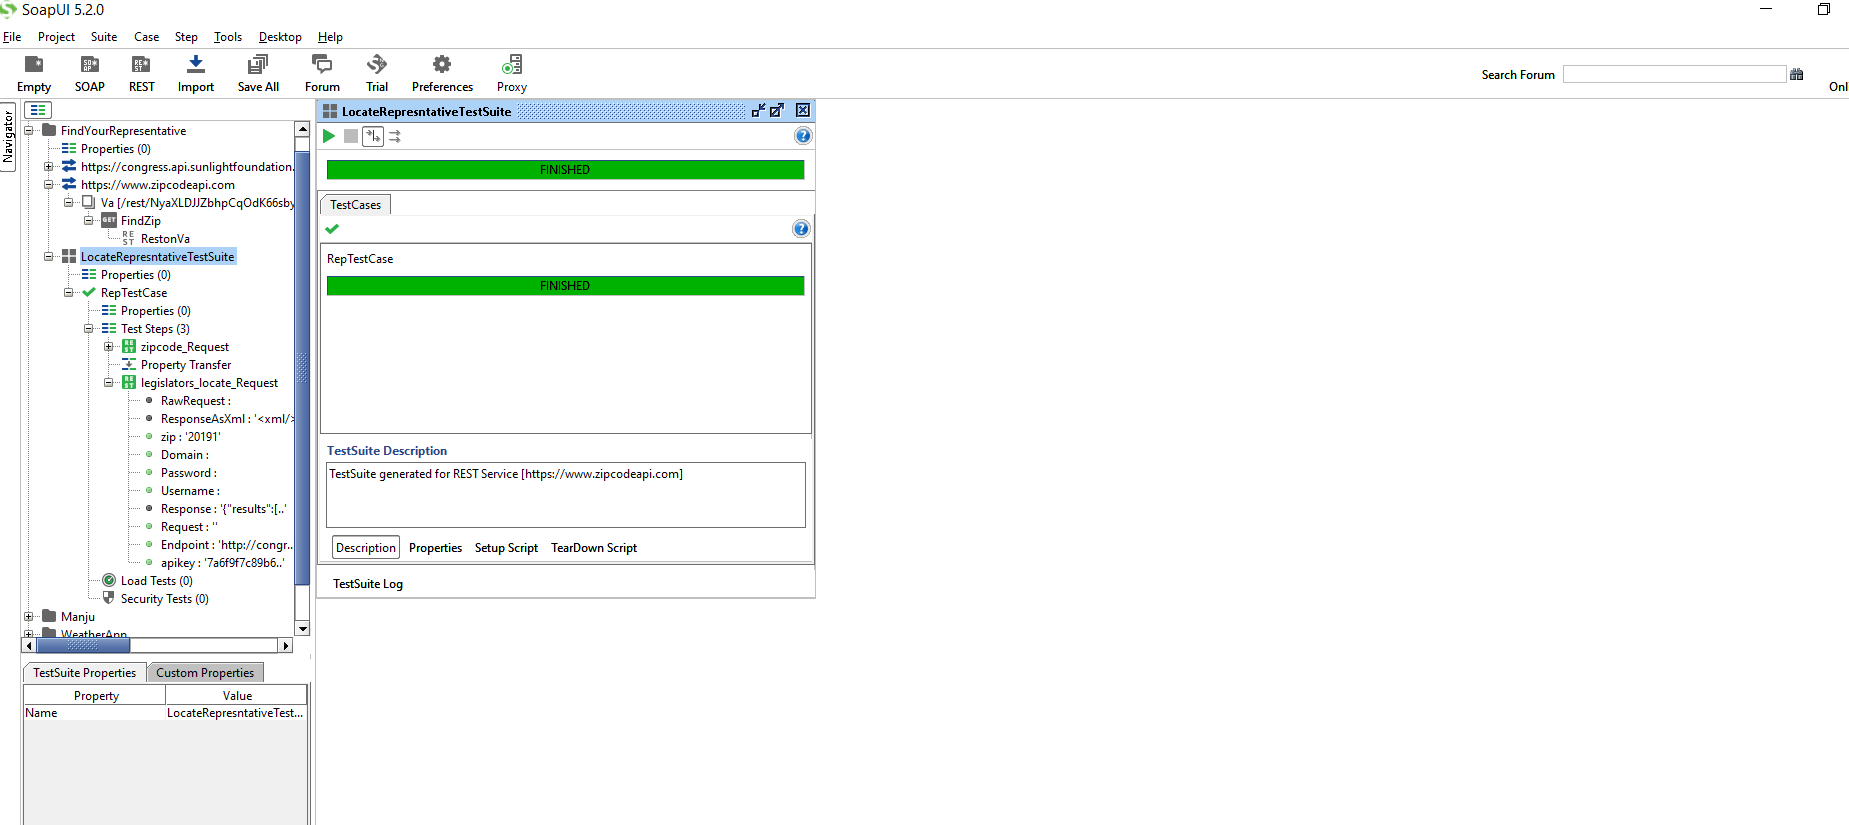 SoapUI 5.2.0
File Project Suite Case Step Tools Desktop Help
Empty SOAP REST Import Save All Forum Trial Preferences Proxy
Search Forum
Onl
Navigator
FindYourRepresentative
Properties (0)
https://congress.api.sunlightfoundation.
https://www.zipcodeapi.com
Va [/rest/NyaXLDJJZbhpCqOdK66sby
GET FindZip
REST RestonVa
LocateRepresntativeTestSuite
Properties (0)
RepTestCase
Properties (0)
Test Steps (3)
REST zipcode_Request
Property Transfer
REST legislators_locate_Request
RawRequest :
ResponseAsXml : '<xml/>
zip : '20191'
Domain :
Password :
Username :
Response : '{"results":[..'
Request : ''
Endpoint : 'http://congr..
apikey : '7a6f9f7c89b6..'
Load Tests (0)
Security Tests (0)
Manju
WeatherApp
TestSuite Properties Custom Properties
Property Value
Name LocateRepresntativeTest...
LocateRepresntativeTestSuite
FINISHED
TestCases
RepTestCase
FINISHED
TestSuite Description
TestSuite generated for REST Service [https://www.zipcodeapi.com]
Description Properties Setup Script TearDown Script
TestSuite Log